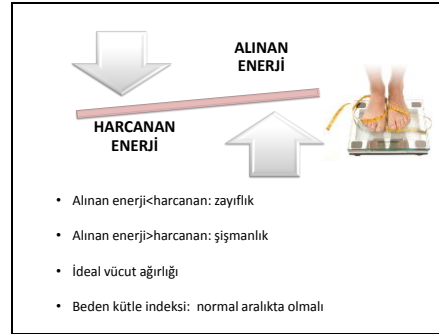 ALINAN
ENERJİ
HARCANAN
ENERJİ
• Alınan enerji<harcanan: zayıflık
• Alınan enerji>harcanan: şişmanlık
• İdeal vücut ağırlığı
• Beden kütle indeksi: normal aralıkta olmalı